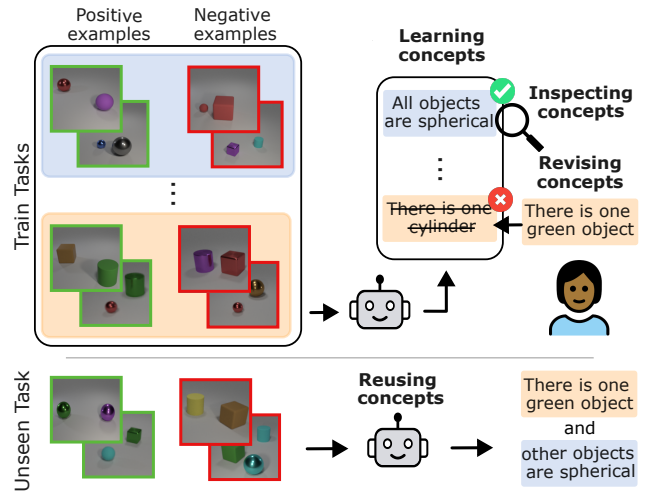 Positive
examples
Negative
examples
Train Tasks
Learning
concepts
All objects
are spherical
Inspecting
concepts
Revising
concepts
There is one
cylinder
There is one
green object
Unseen Task
Reusing
concepts
There is one
green object
and
other objects
are spherical